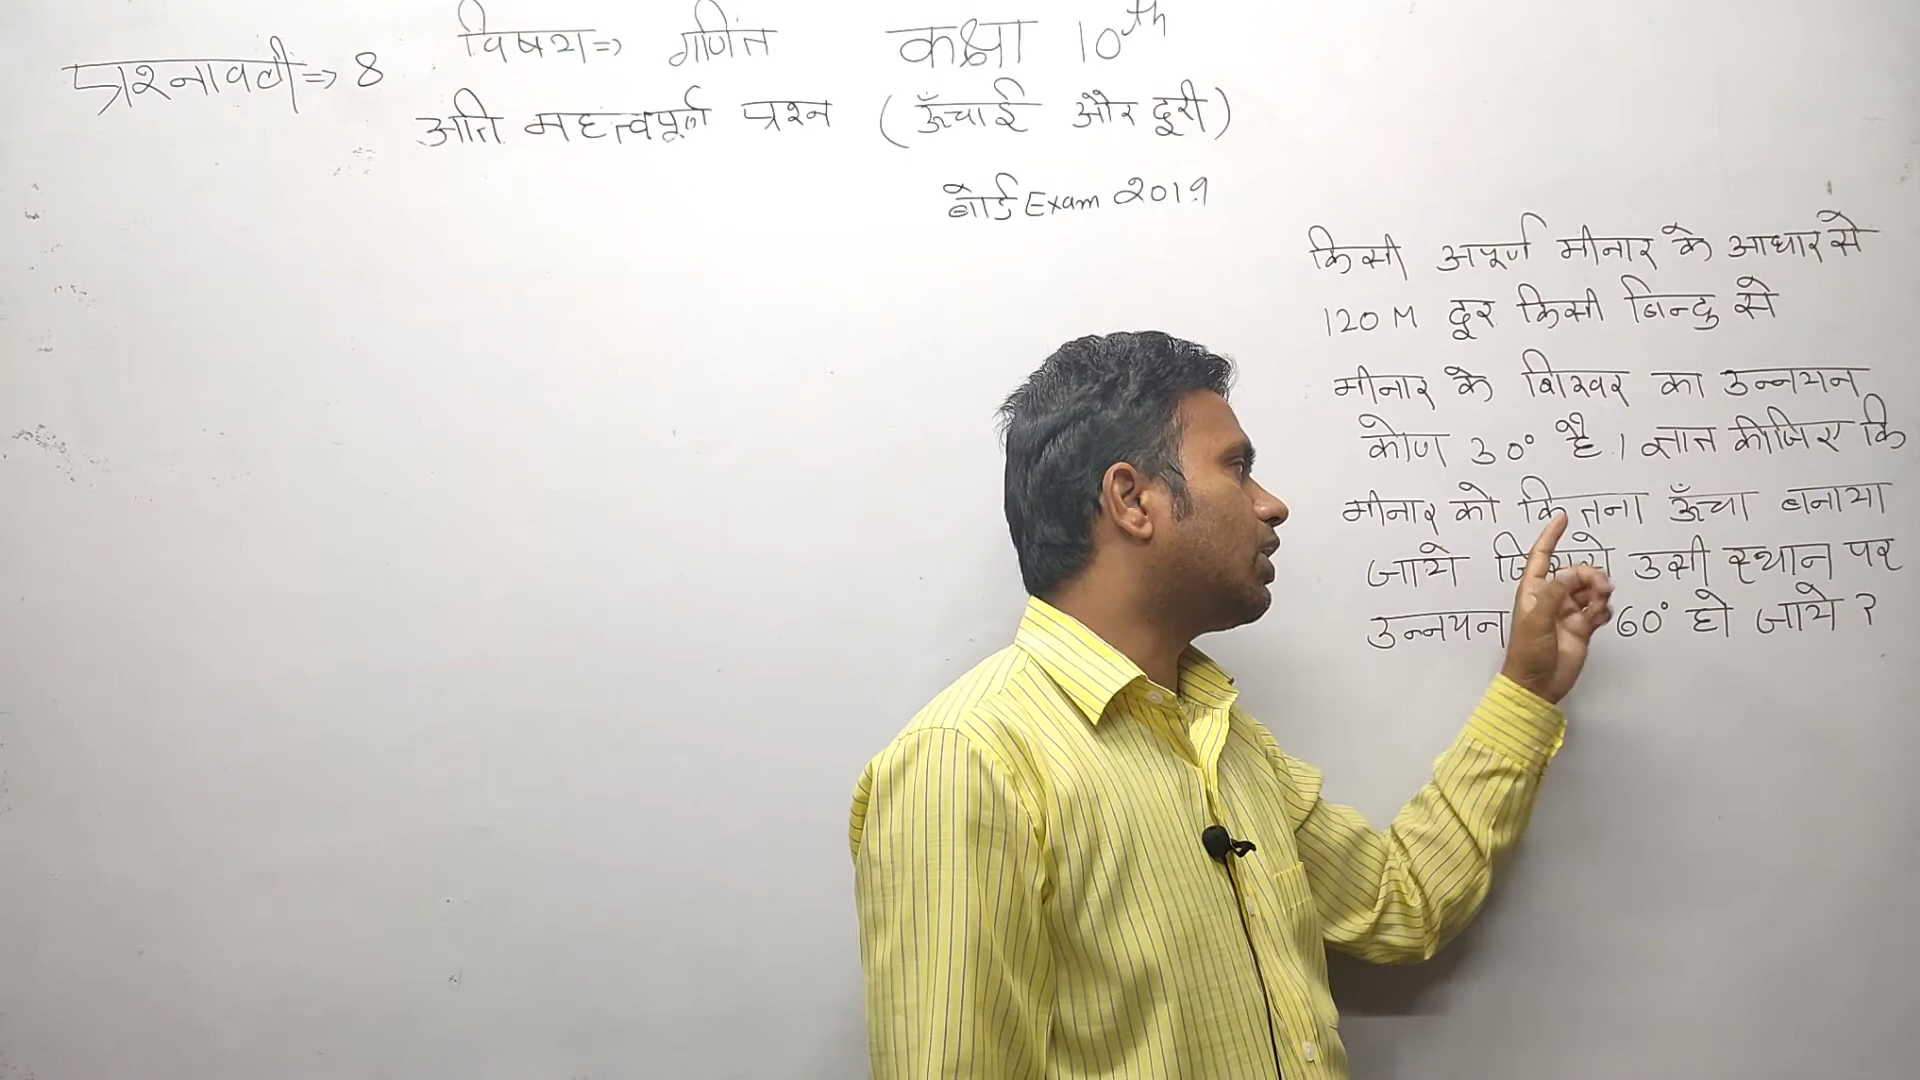 विषय=> गणित कक्षा 10th
प्रश्नावली=> 8
अति महत्वपूर्ण प्रश्न (ऊँचाई और दूरी)
बोर्ड Exam 2019
किसी अपूर्ण मीनार के आधार से
120 M दूर किसी बिन्दु से
मीनार के शिखर का उन्नयन
कोण 30° है। ज्ञात कीजिए कि
मीनार को कितना ऊँचा बनाया
जाये जिससे उसी स्थान पर
उन्नयन 60° हो जाये ?